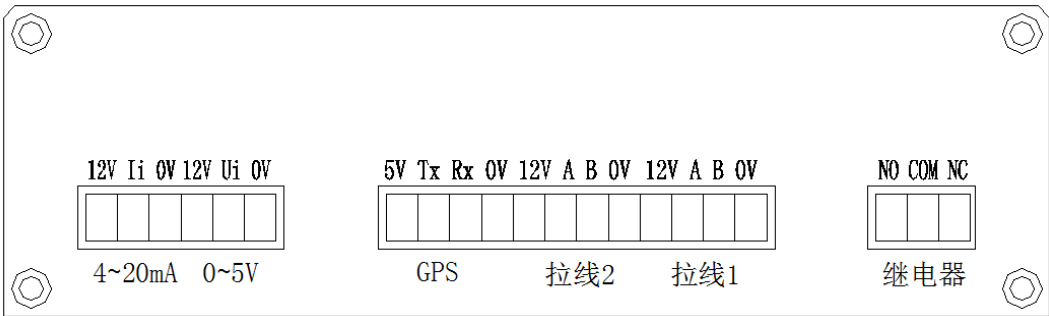 12V Ii 0V 12V Ui 0V 5V Tx Rx 0V 12V A B 0V 12V A B 0V NO COM NC
4~20mA 0~5V GPS 拉线2 拉线1 继电器